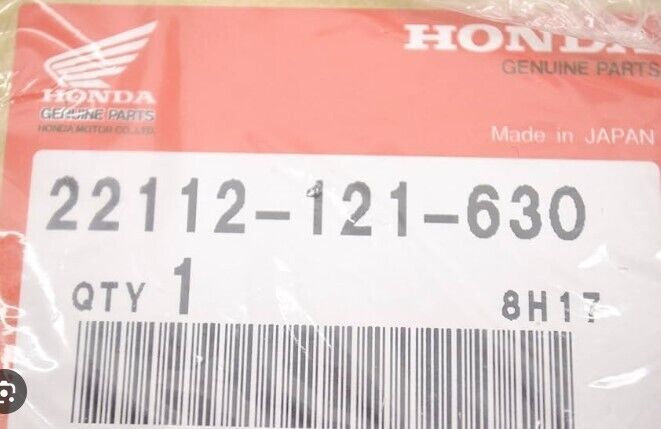 HONDA
GENUINE PARTS
HONDA MOTOR CO.,LTD.
HONDA
GENUINE PARTS
Made in JAPAN
22112-121-630
QTY 1
8H17